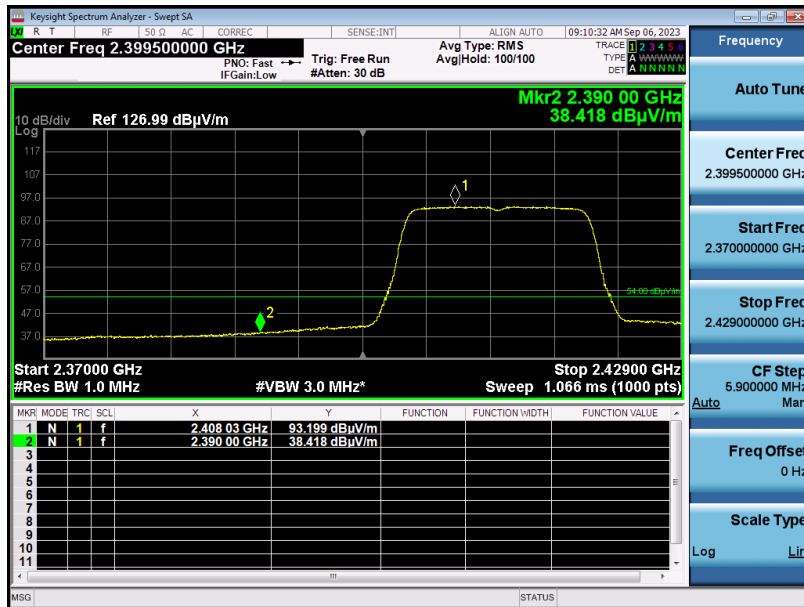 Keysight Spectrum Analyzer - Swept SA
LXI R T RF 50 Ω AC CORREC SENSE:INT ALIGN AUTO 09:10:32 AM Sep 06, 2023
Center Freq 2.399500000 GHz
PNO: Fast
IFGain:Low
Trig: Free Run
#Atten: 30 dB
Avg Type: RMS
Avg|Hold: 100/100
TRACE 1 2 3 4 5 6
TYPE A W W W W W
DET A N N N N N
Mkr2 2.390 00 GHz
38.418 dBµV/m
10 dB/div Ref 126.99 dBµV/m
Log
117
107
97.0
87.0
77.0
67.0
57.0
47.0
37.0
1
2
54.00 dBµV/m
Start 2.37000 GHz Stop 2.42900 GHz
#Res BW 1.0 MHz #VBW 3.0 MHz* Sweep 1.066 ms (1000 pts)
MKR MODE TRC SCL X Y FUNCTION FUNCTION WIDTH FUNCTION VALUE
1 N 1 f 2.408 03 GHz 93.199 dBµV/m
2 N 1 f 2.390 00 GHz 38.418 dBµV/m
3
4
5
6
7
8
9
10
11
MSG STATUS
Frequency
Auto Tune
Center Freq
2.399500000 GHz
Start Freq
2.370000000 GHz
Stop Freq
2.429000000 GHz
CF Step
5.900000 MHz
Auto Man
Freq Offset
0 Hz
Scale Type
Log Lin